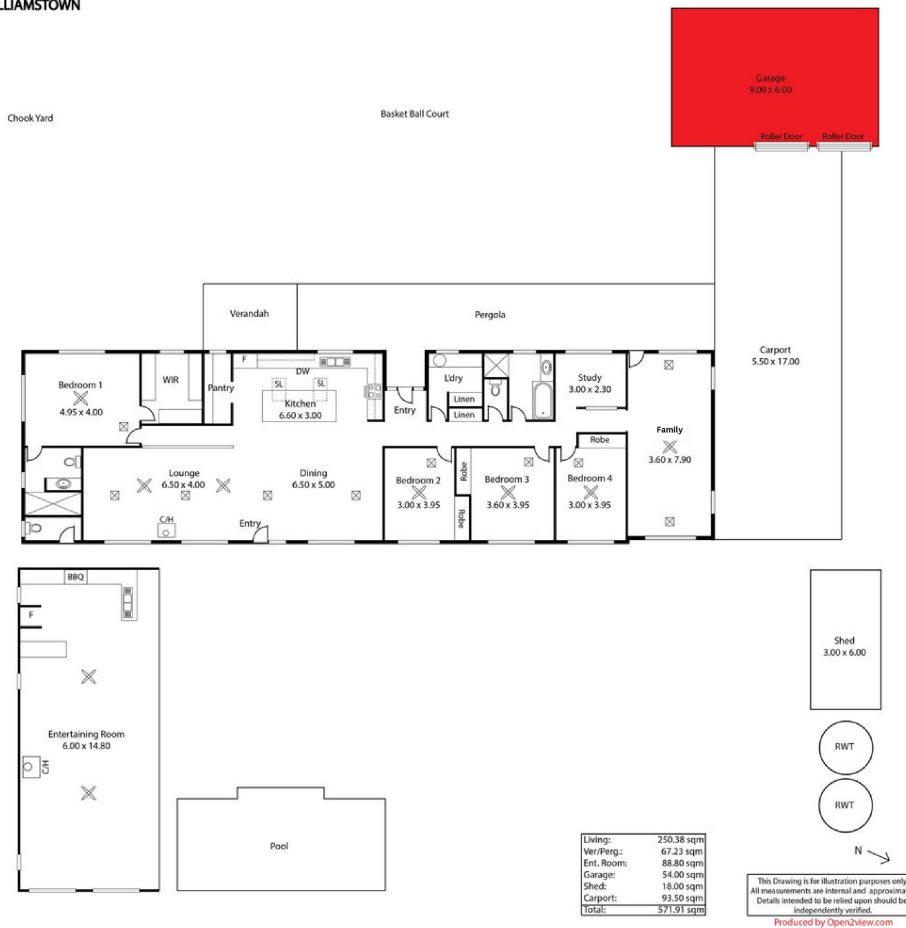 LLIAMSTOWN
Garage
9.00 x 6.00
Chook Yard
Basket Ball Court
Roller Door
Roller Door
Verandah
Pergola
Carport
5.50 x 17.00
F
DW
Bedroom 1
4.95 x 4.00
WIR
Pantry
SL
SL
Kitchen
6.60 x 3.00
Entry
L'dry
Linen
Linen
Study
3.00 x 2.30
Family
3.60 x 7.90
Robe
Lounge
6.50 x 4.00
Dining
6.50 x 5.00
Bedroom 2
3.00 x 3.95
Robe
Robe
Bedroom 3
3.60 x 3.95
Bedroom 4
3.00 x 3.95
C/H
Entry
BBQ
F
Entertaining Room
6.00 x 14.80
C/H
Pool
Shed
3.00 x 6.00
RWT
RWT
N
Living: 250.38 sqm
Ver/Perg.: 67.23 sqm
Ent. Room: 88.80 sqm
Garage: 54.00 sqm
Shed: 18.00 sqm
Carport: 93.50 sqm
Total: 571.91 sqm
This Drawing is for illustration purposes only
All measurements are internal and approximat
Details intended to be relied upon should be
independently verified.
Produced by Open2view.com